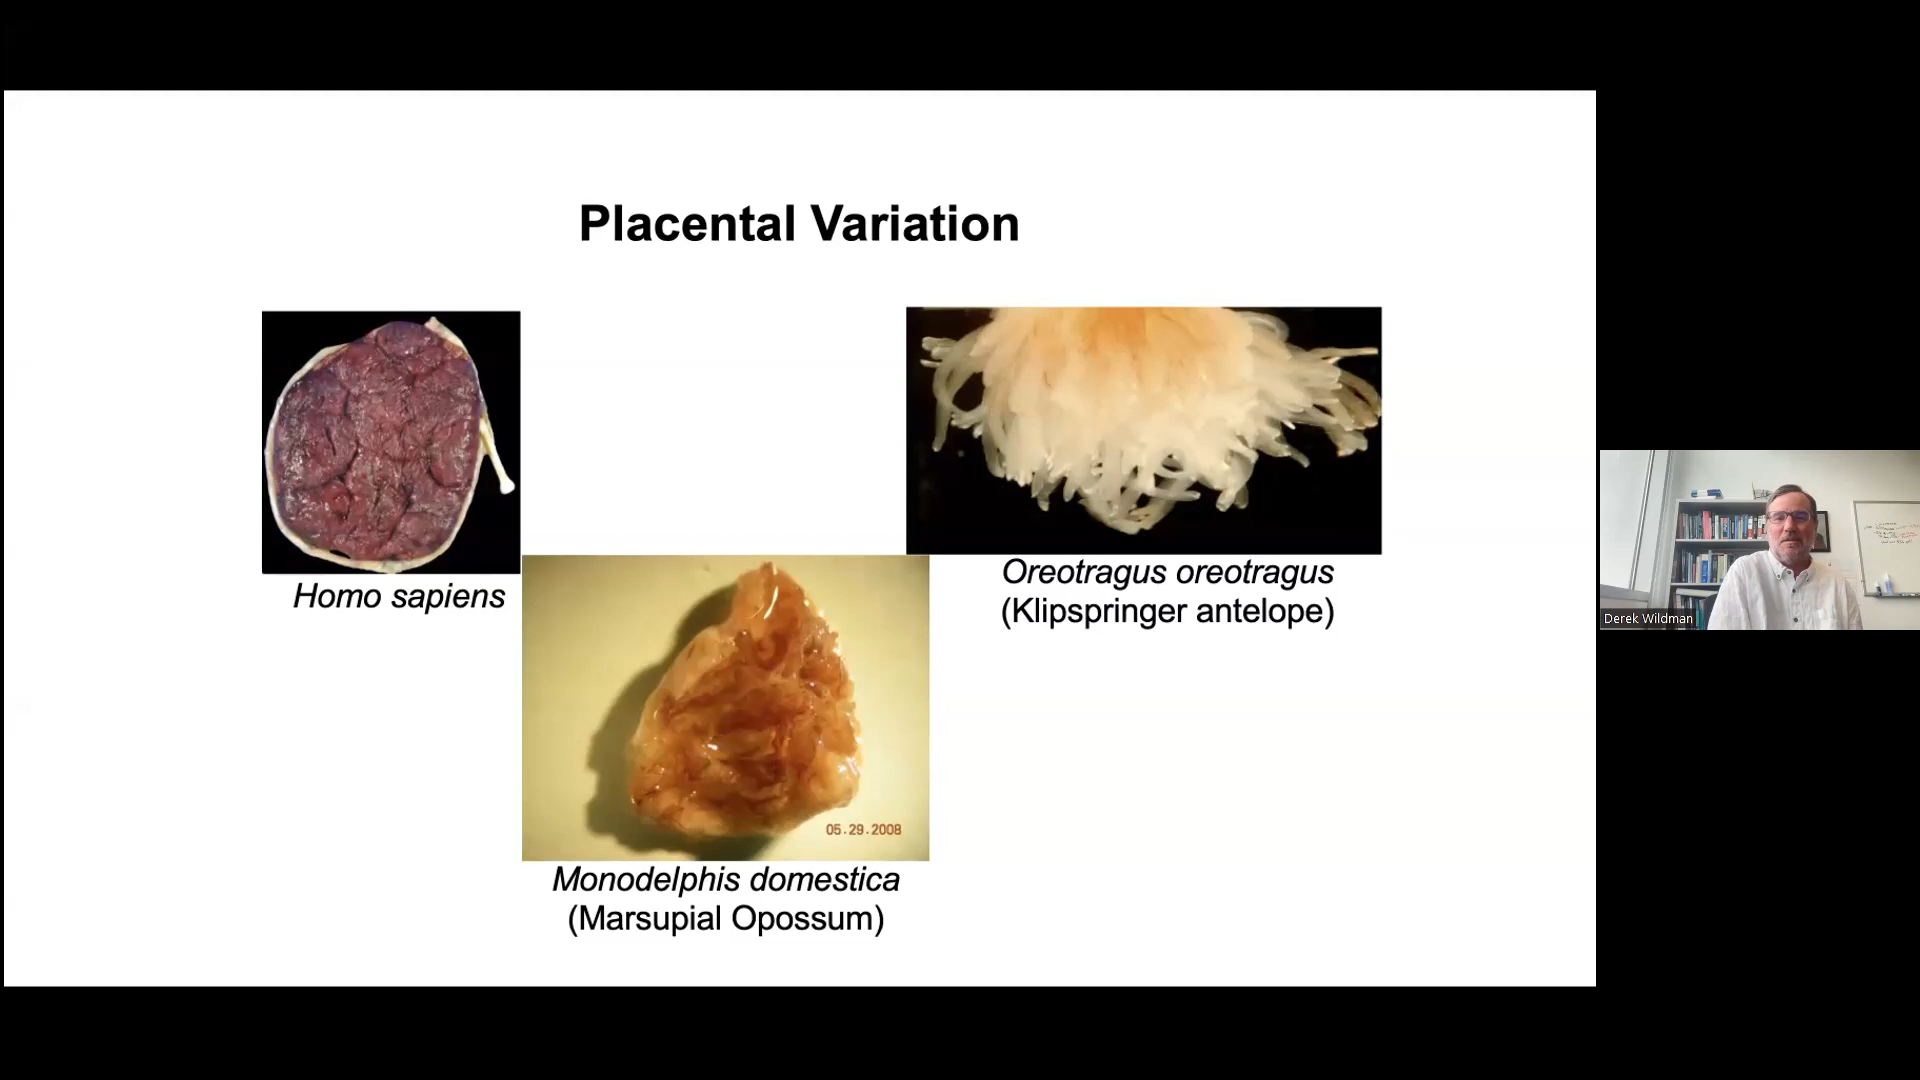 Placental Variation
Homo sapiens
Oreotragus oreotragus
(Klipspringer antelope)
05.29.2008
Monodelphis domestica
(Marsupial Opossum)
Derek Wildman